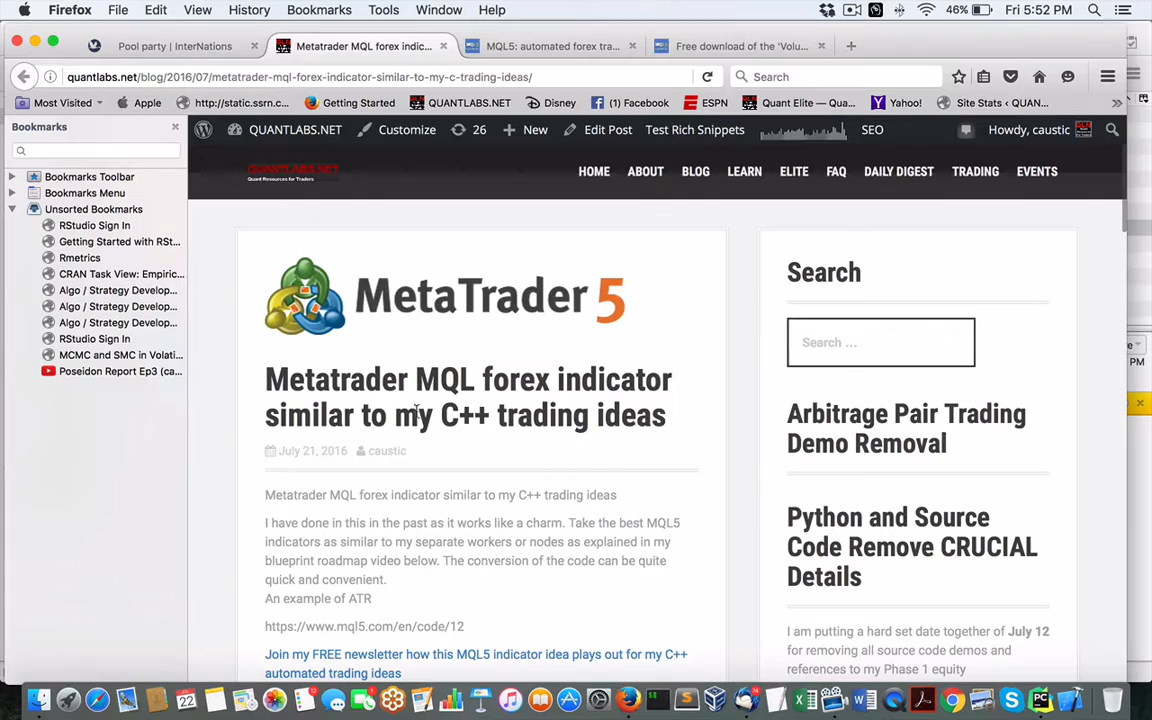 Firefox File Edit View History Bookmarks Tools Window Help 46% Fri 5:52 PM
Pool party | InterNations Metatrader MQL forex indic... MQL5: automated forex tra... Free download of the 'Volu...
quantlabs.net/blog/2016/07/metatrader-mql-forex-indicator-similar-to-my-c-trading-ideas/ Search
Most Visited Apple http://static.ssrn.c... Getting Started QUANTLABS.NET Disney (1) Facebook ESPN Quant Elite — Qua... Yahoo! Site Stats ‹ QUAN...
Bookmarks
QUANTLABS.NET Customize 26 New Edit Post Test Rich Snippets SEO Howdy, caustic
Bookmarks Toolbar
Bookmarks Menu
Unsorted Bookmarks
RStudio Sign In
Getting Started with RSt...
Rmetrics
CRAN Task View: Empiric...
Algo / Strategy Develop...
Algo / Strategy Develop...
Algo / Strategy Develop...
RStudio Sign In
MCMC and SMC in Volati...
Poseidon Report Ep3 (ca...
QUANTLABS.NET
Quant Resources for Traders
HOME ABOUT BLOG LEARN ELITE FAQ DAILY DIGEST TRADING EVENTS
MetaTrader 5
Metatrader MQL forex indicator
similar to my C++ trading ideas
July 21, 2016 caustic
Metatrader MQL forex indicator similar to my C++ trading ideas
I have done in this in the past as it works like a charm. Take the best MQL5
indicators as similar to my separate workers or nodes as explained in my
blueprint roadmap video below. The conversion of the code can be quite
quick and convenient.
An example of ATR
https://www.mql5.com/en/code/12
Join my FREE newsletter how this MQL5 indicator idea plays out for my C++
automated trading ideas
Search
Search ...
Arbitrage Pair Trading
Demo Removal
Python and Source
Code Remove CRUCIAL
Details
I am putting a hard set date together of July 12
for removing all source code demos and
references to my Phase 1 equity
PM